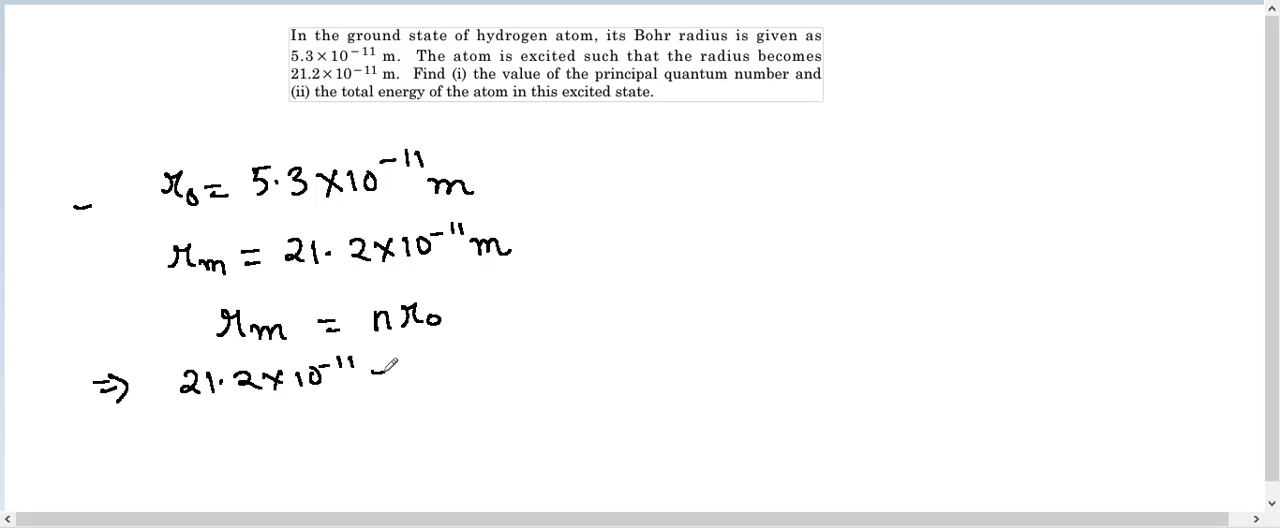 In the ground state of hydrogen atom, its Bohr radius is given as
5.3×10⁻¹¹ m. The atom is excited such that the radius becomes
21.2×10⁻¹¹ m. Find (i) the value of the principal quantum number and
(ii) the total energy of the atom in this excited state.
r₀ = 5.3×10⁻¹¹ m
rₘ = 21.2×10⁻¹¹ m
rₘ = nr₀
⇒ 21.2×10⁻¹¹